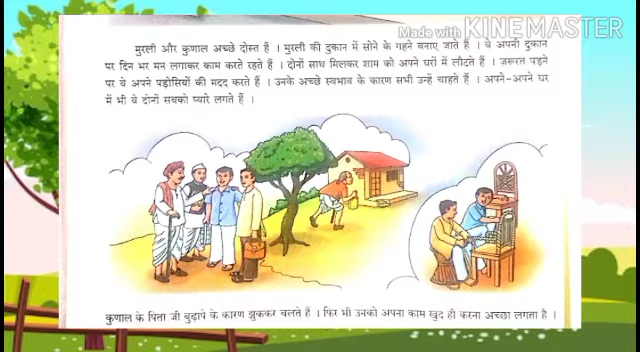 Made with KINEMASTER
मुरली और कुणाल अच्छे दोस्त हैं । मुरली की दुकान में सोने के गहने बनाए जाते हैं । वे अपनी दुकान
पर दिन भर मन लगाकर काम करते रहते हैं । दोनों साथ मिलकर शाम को अपने घरों में लौटते हैं । ज़रूरत पड़ने
पर वे अपने पड़ोसियों की मदद करते हैं । उनके अच्छे स्वभाव के कारण सभी उन्हें चाहते हैं । अपने-अपने घर
में भी वे दोनों सबको प्यारे लगते हैं ।
कुणाल के पिता जी बुढ़ापे के कारण झुककर चलते हैं । फिर भी उनको अपना काम खुद ही करना अच्छा लगता है ।